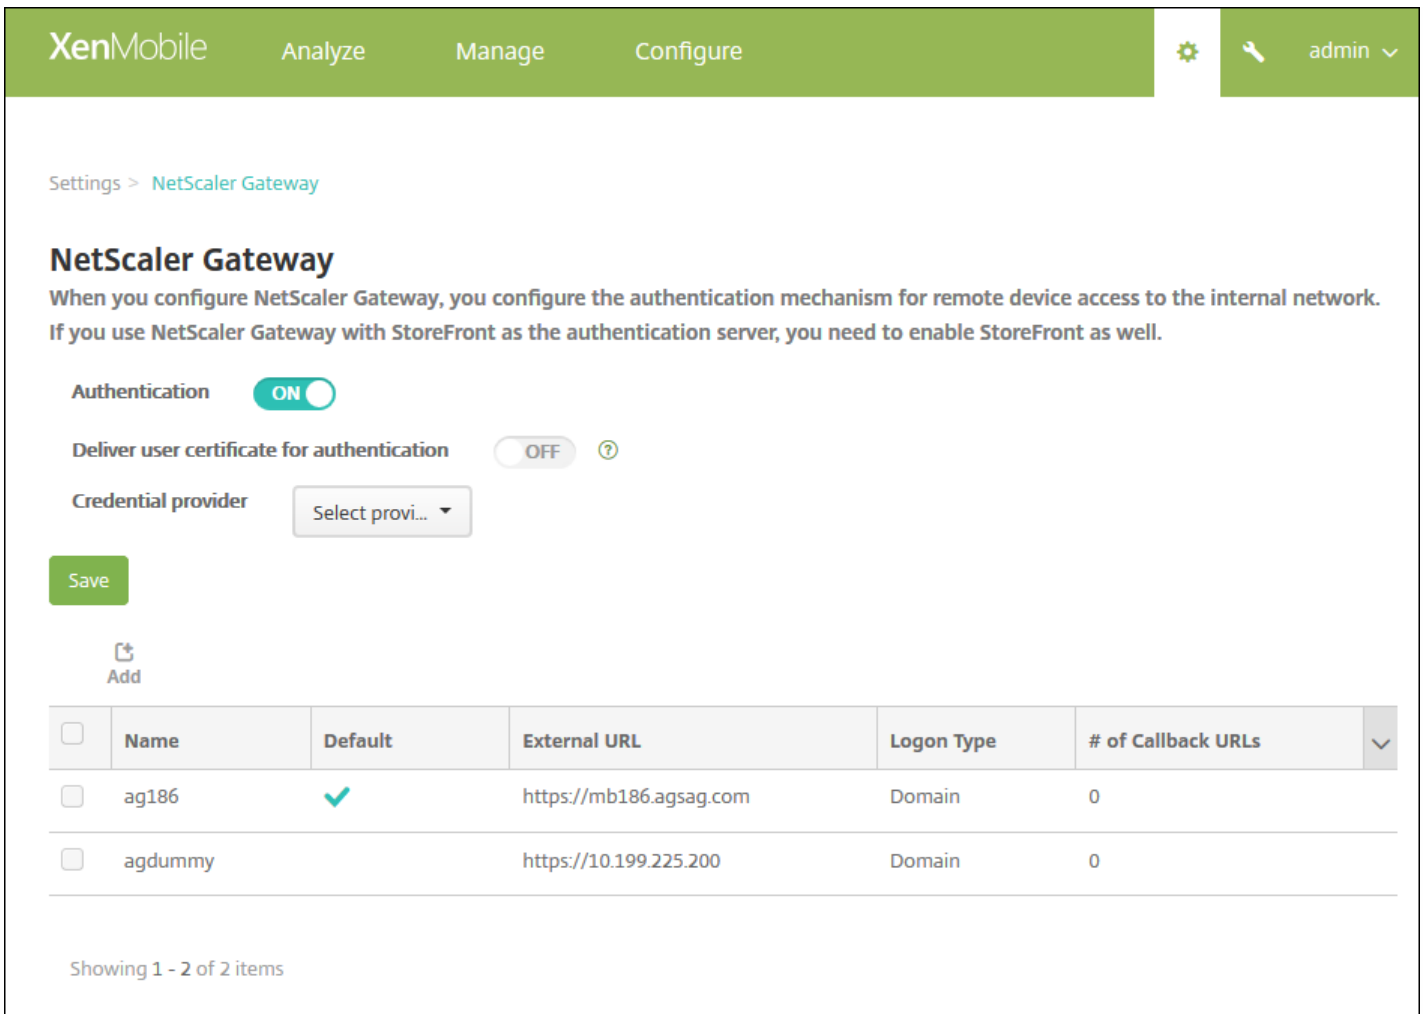 XenMobile Analyze Manage Configure admin
Settings > NetScaler Gateway
NetScaler Gateway
When you configure NetScaler Gateway, you configure the authentication mechanism for remote device access to the internal network.
If you use NetScaler Gateway with StoreFront as the authentication server, you need to enable StoreFront as well.
Authentication ON
Deliver user certificate for authentication OFF ?
Credential provider Select provi...
Save
Add
Name Default External URL Logon Type # of Callback URLs
ag186 https://mb186.agsag.com Domain 0
agdummy https://10.199.225.200 Domain 0
Showing 1 - 2 of 2 items